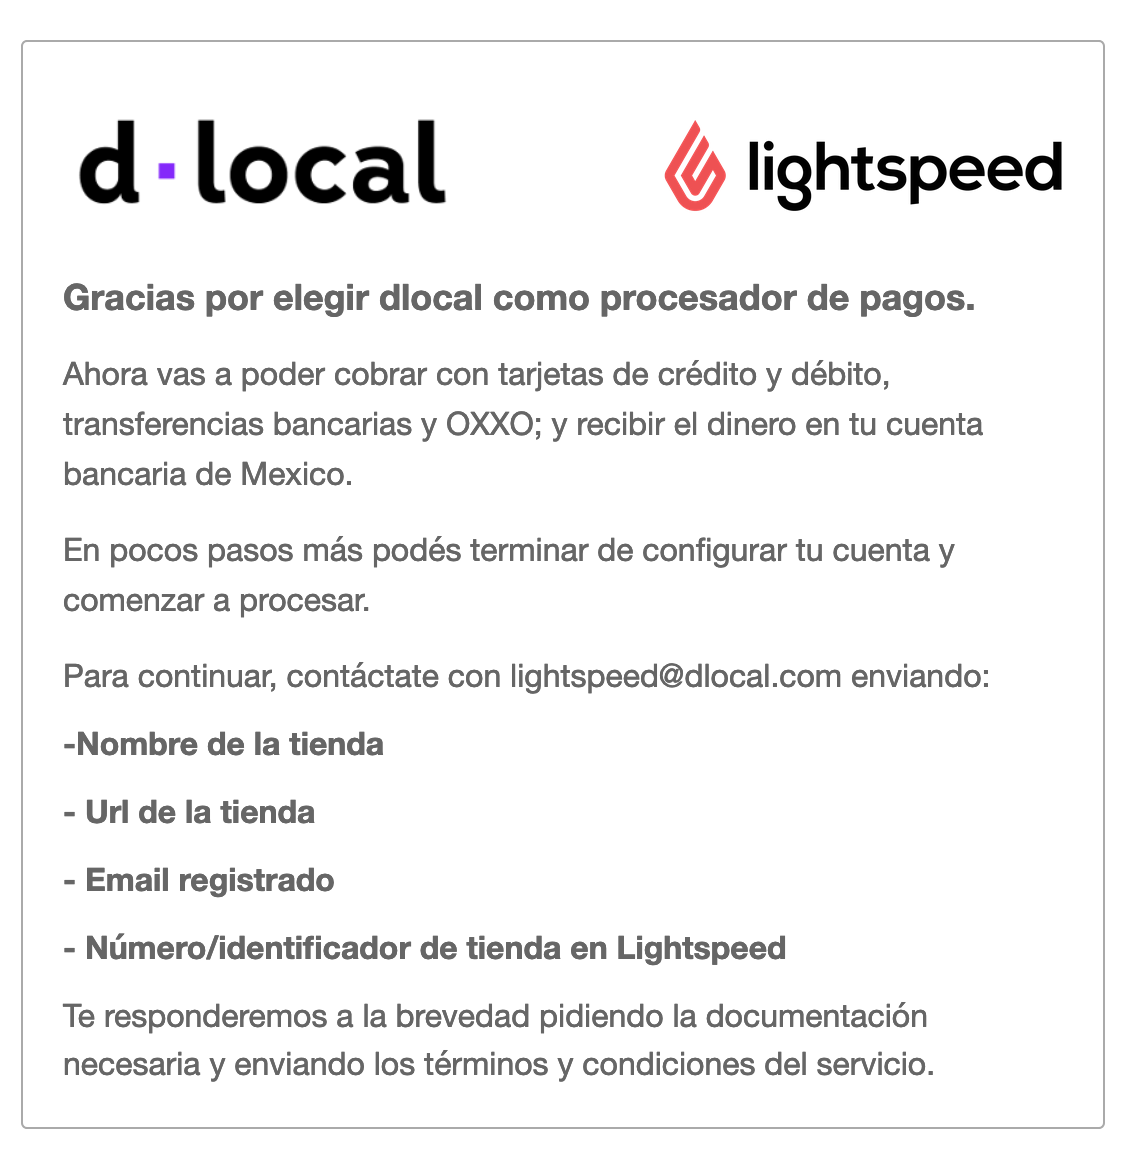 d·local
lightspeed
Gracias por elegir dlocal como procesador de pagos.
Ahora vas a poder cobrar con tarjetas de crédito y débito,
transferencias bancarias y OXXO; y recibir el dinero en tu cuenta
bancaria de Mexico.
En pocos pasos más podés terminar de configurar tu cuenta y
comenzar a procesar.
Para continuar, contáctate con lightspeed@dlocal.com enviando:
-Nombre de la tienda
- Url de la tienda
- Email registrado
- Número/identificador de tienda en Lightspeed
Te responderemos a la brevedad pidiendo la documentación
necesaria y enviando los términos y condiciones del servicio.